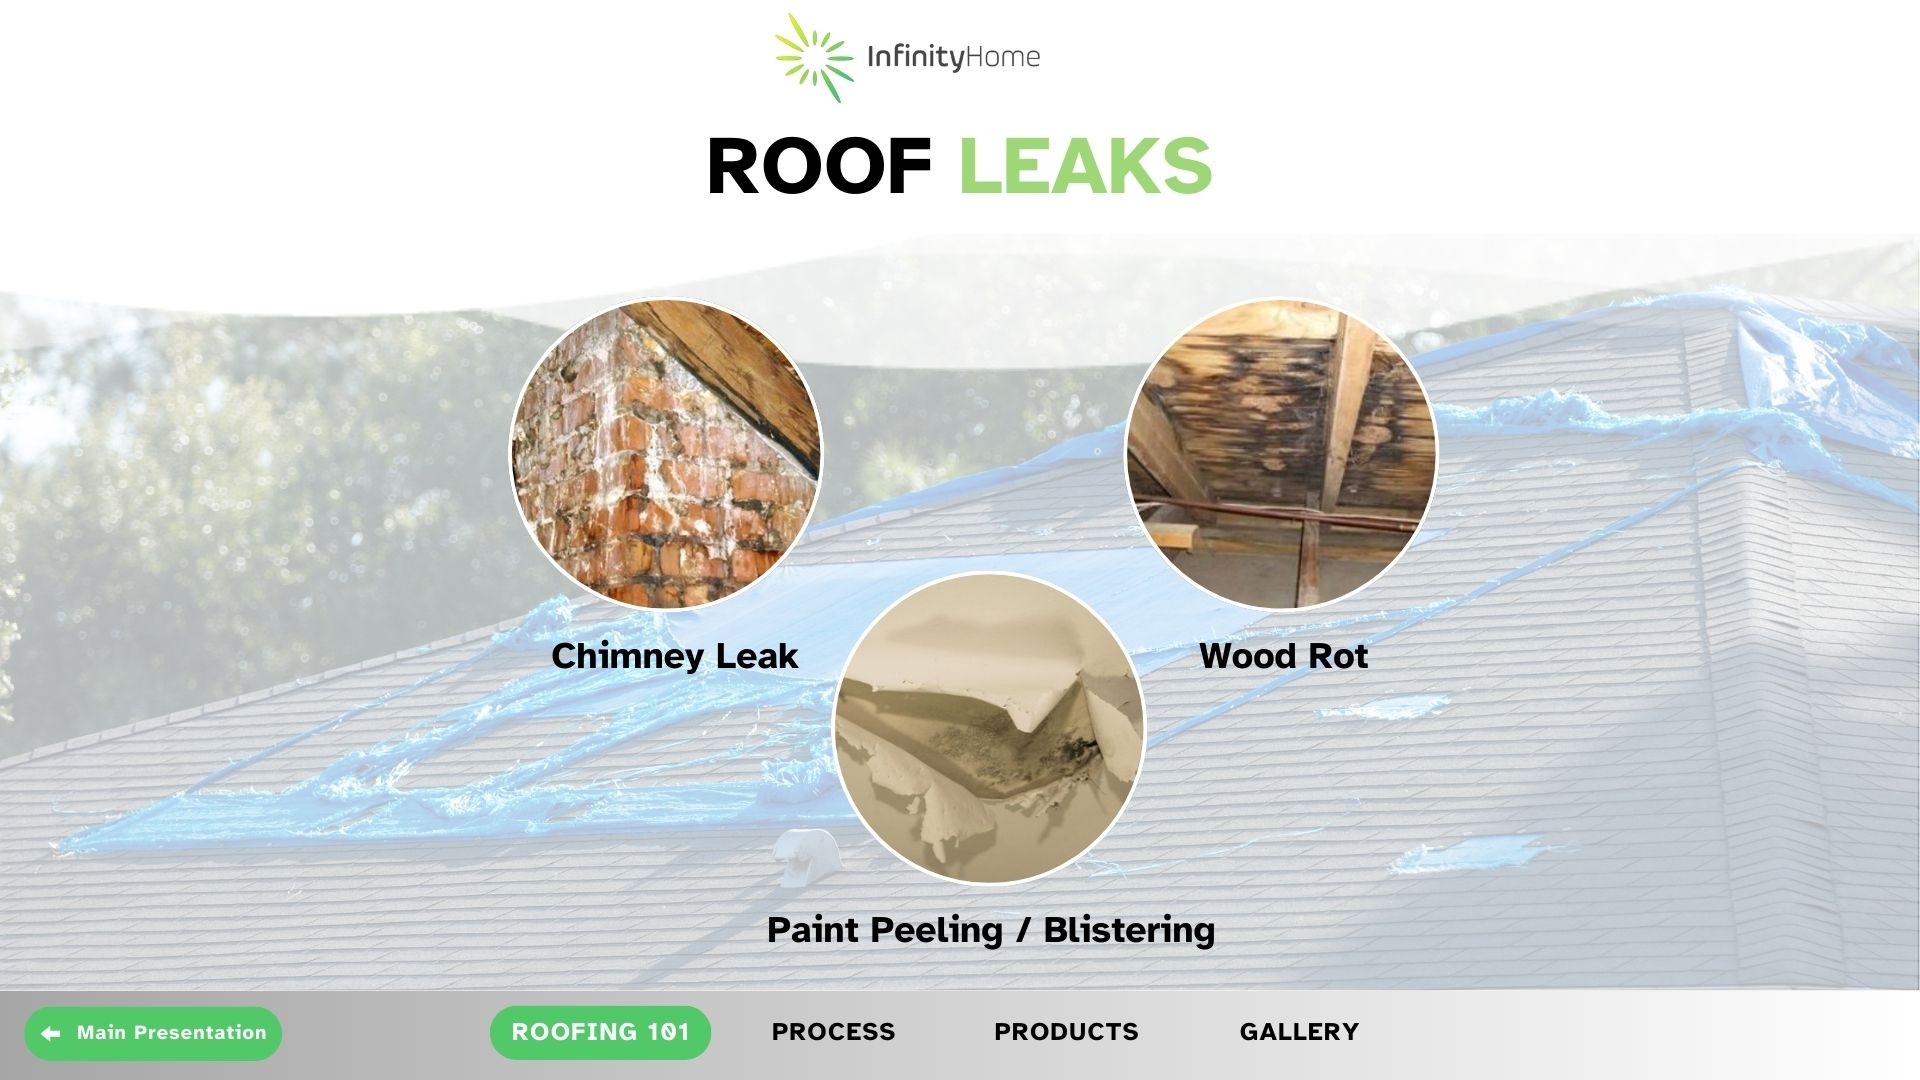 InfinityHome
ROOF LEAKS
Chimney Leak
Wood Rot
Paint Peeling / Blistering
Main Presentation
ROOFING 101
PROCESS
PRODUCTS
GALLERY